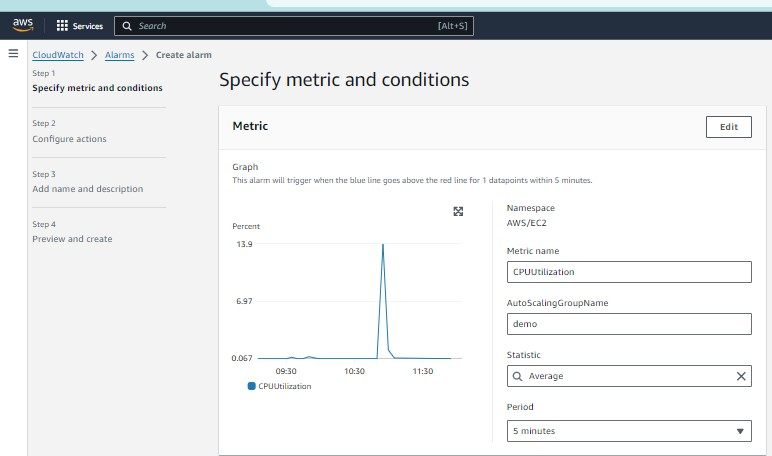 aws
Services
Search
[Alt+S]
CloudWatch > Alarms > Create alarm
Step 1
Specify metric and conditions
Step 2
Configure actions
Step 3
Add name and description
Step 4
Preview and create
Specify metric and conditions
Metric
Edit
Graph
This alarm will trigger when the blue line goes above the red line for 1 datapoints within 5 minutes.
Percent
13.9
6.97
0.067
09:30
10:30
11:30
CPUUtilization
Namespace
AWS/EC2
Metric name
CPUUtilization
AutoScalingGroupName
demo
Statistic
Average
Period
5 minutes